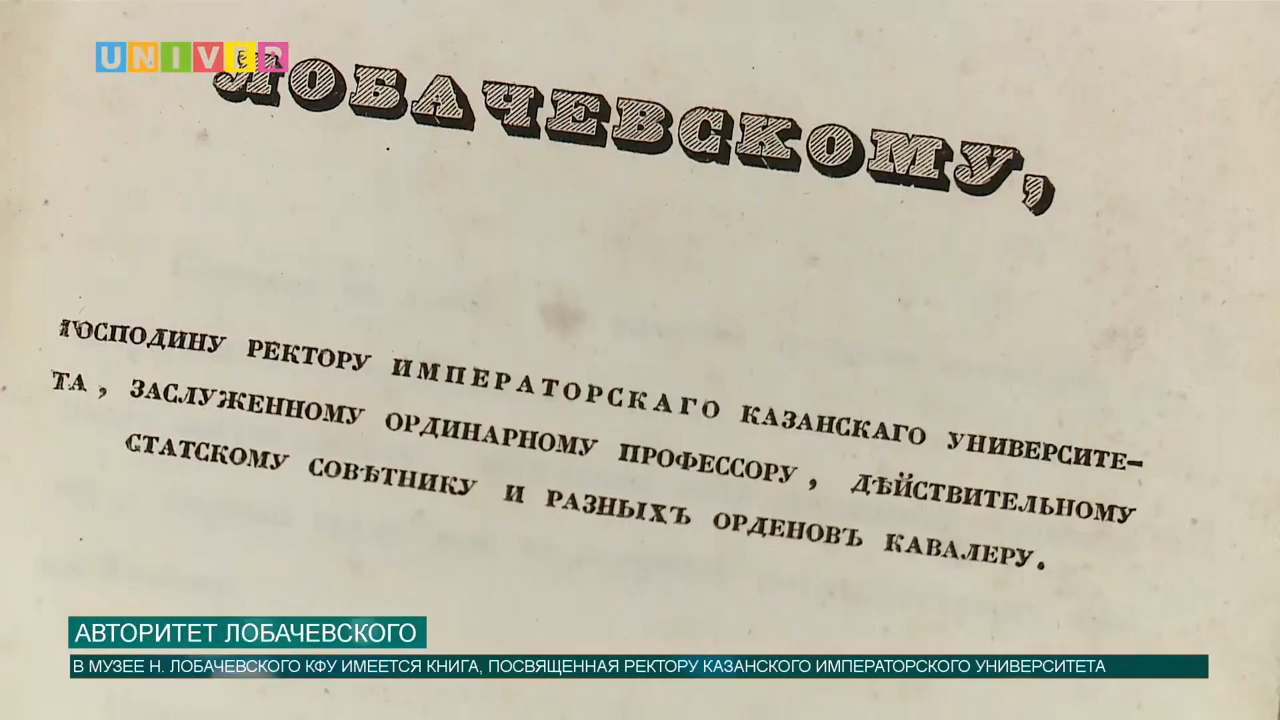 UNIVER
ЛОБАЧЕВСКОМУ,
ГОСПОДИНУ РЕКТОРУ ИМПЕРАТОРСКАГО КАЗАНСКАГО УНИВЕРСИТЕ-
ТА, ЗАСЛУЖЕННОМУ ОРДИНАРНОМУ ПРОФЕССОРУ, ДѢЙСТВИТЕЛЬНОМУ
СТАТСКОМУ СОВѢТНИКУ И РАЗНЫХЪ ОРДЕНОВЪ КАВАЛЕРУ.
АВТОРИТЕТ ЛОБАЧЕВСКОГО
В МУЗЕЕ Н. ЛОБАЧЕВСКОГО КФУ ИМЕЕТСЯ КНИГА, ПОСВЯЩЕННАЯ РЕКТОРУ КАЗАНСКОГО ИМПЕРАТОРСКОГО УНИВЕРСИТЕТА